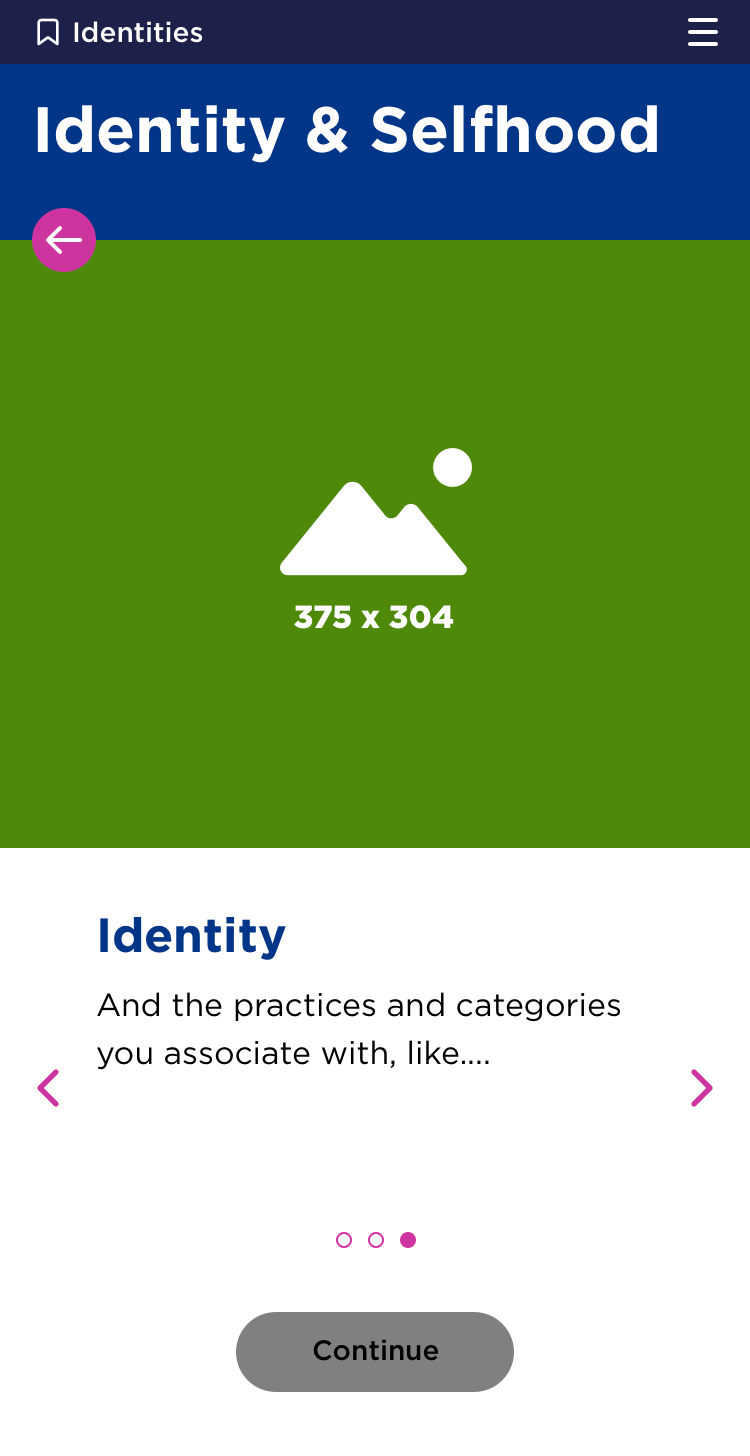 Identities
Identity & Selfhood
375 x 304
Identity
And the practices and categories
you associate with, like....
Continue